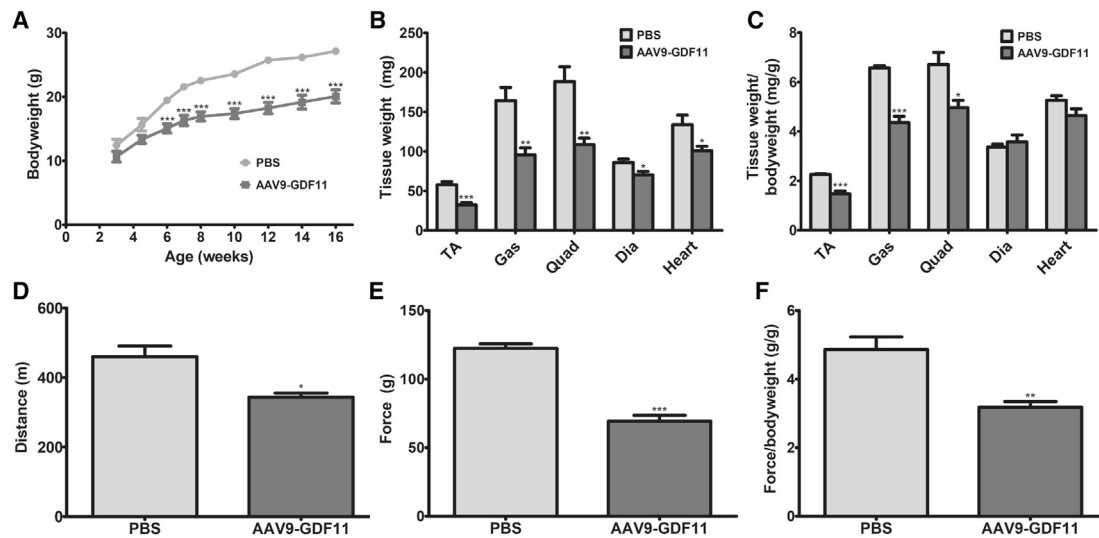 A
Bodyweight (g)
30
20
10
0
0 2 4 6 8 10 12 14 16
Age (weeks)
*** *** *** *** *** *** ***
PBS
AAV9-GDF11
B
Tissue weight (mg)
250
200
150
100
50
0
PBS
AAV9-GDF11
*** ** ** * *
TA Gas Quad Dia Heart
C
Tissue weight/
bodyweight (mg/g)
8
6
4
2
0
PBS
AAV9-GDF11
*** *** *
TA Gas Quad Dia Heart
D
Distance (m)
600
400
200
0
*
PBS AAV9-GDF11
E
Force (g)
150
100
50
0
***
PBS AAV9-GDF11
F
Force/bodyweight (g/g)
6
4
2
0
**
PBS AAV9-GDF11